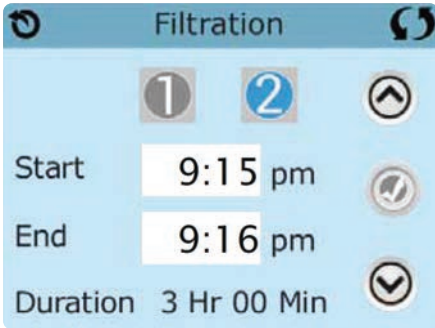 Filtration
1 2
Start 9:15 pm
End 9:16 pm
Duration 3 Hr 00 Min